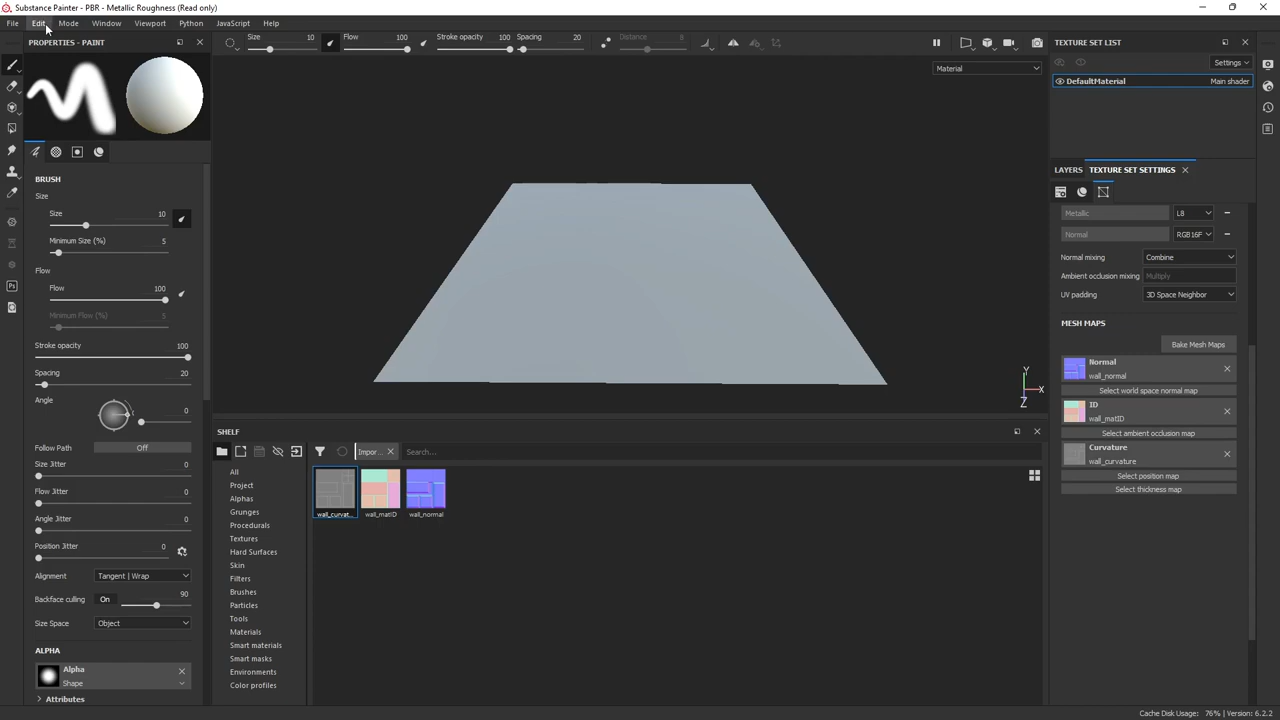 Substance Painter - PBR - Metallic Roughness (Read only)
File Edit Mode Window Viewport Python JavaScript Help
PROPERTIES - PAINT
Size 10 Flow 100 Stroke opacity 100 Spacing 20 Distance 8
Material
BRUSH
Size
Size 10
Minimum Size (%) 5
Flow
Flow 100
Minimum Flow (%) 5
Stroke opacity 100
Spacing 20
Angle 0
Follow Path Off
Size Jitter 0
Flow Jitter 0
Angle Jitter 0
Position Jitter 0
Alignment Tangent | Wrap
Backface culling On 90
Size Space Object
ALPHA
Alpha
Shape
Attributes
Y
X
Z
SHELF
Impor... Search...
All
Project
Alphas
Grunges
Procedurals
Textures
Hard Surfaces
Skin
Filters
Brushes
Particles
Tools
Materials
Smart materials
Smart masks
Environments
Color profiles
wall_curvat... wall_matID wall_normal
TEXTURE SET LIST
Settings
DefaultMaterial Main shader
LAYERS TEXTURE SET SETTINGS
Metallic L8
Normal RGB16F
Normal mixing Combine
Ambient occlusion mixing Multiply
UV padding 3D Space Neighbor
MESH MAPS
Bake Mesh Maps
Normal
wall_normal
Select world space normal map
ID
wall_matID
Select ambient occlusion map
Curvature
wall_curvature
Select position map
Select thickness map
Cache Disk Usage: 76% | Version: 6.2.2